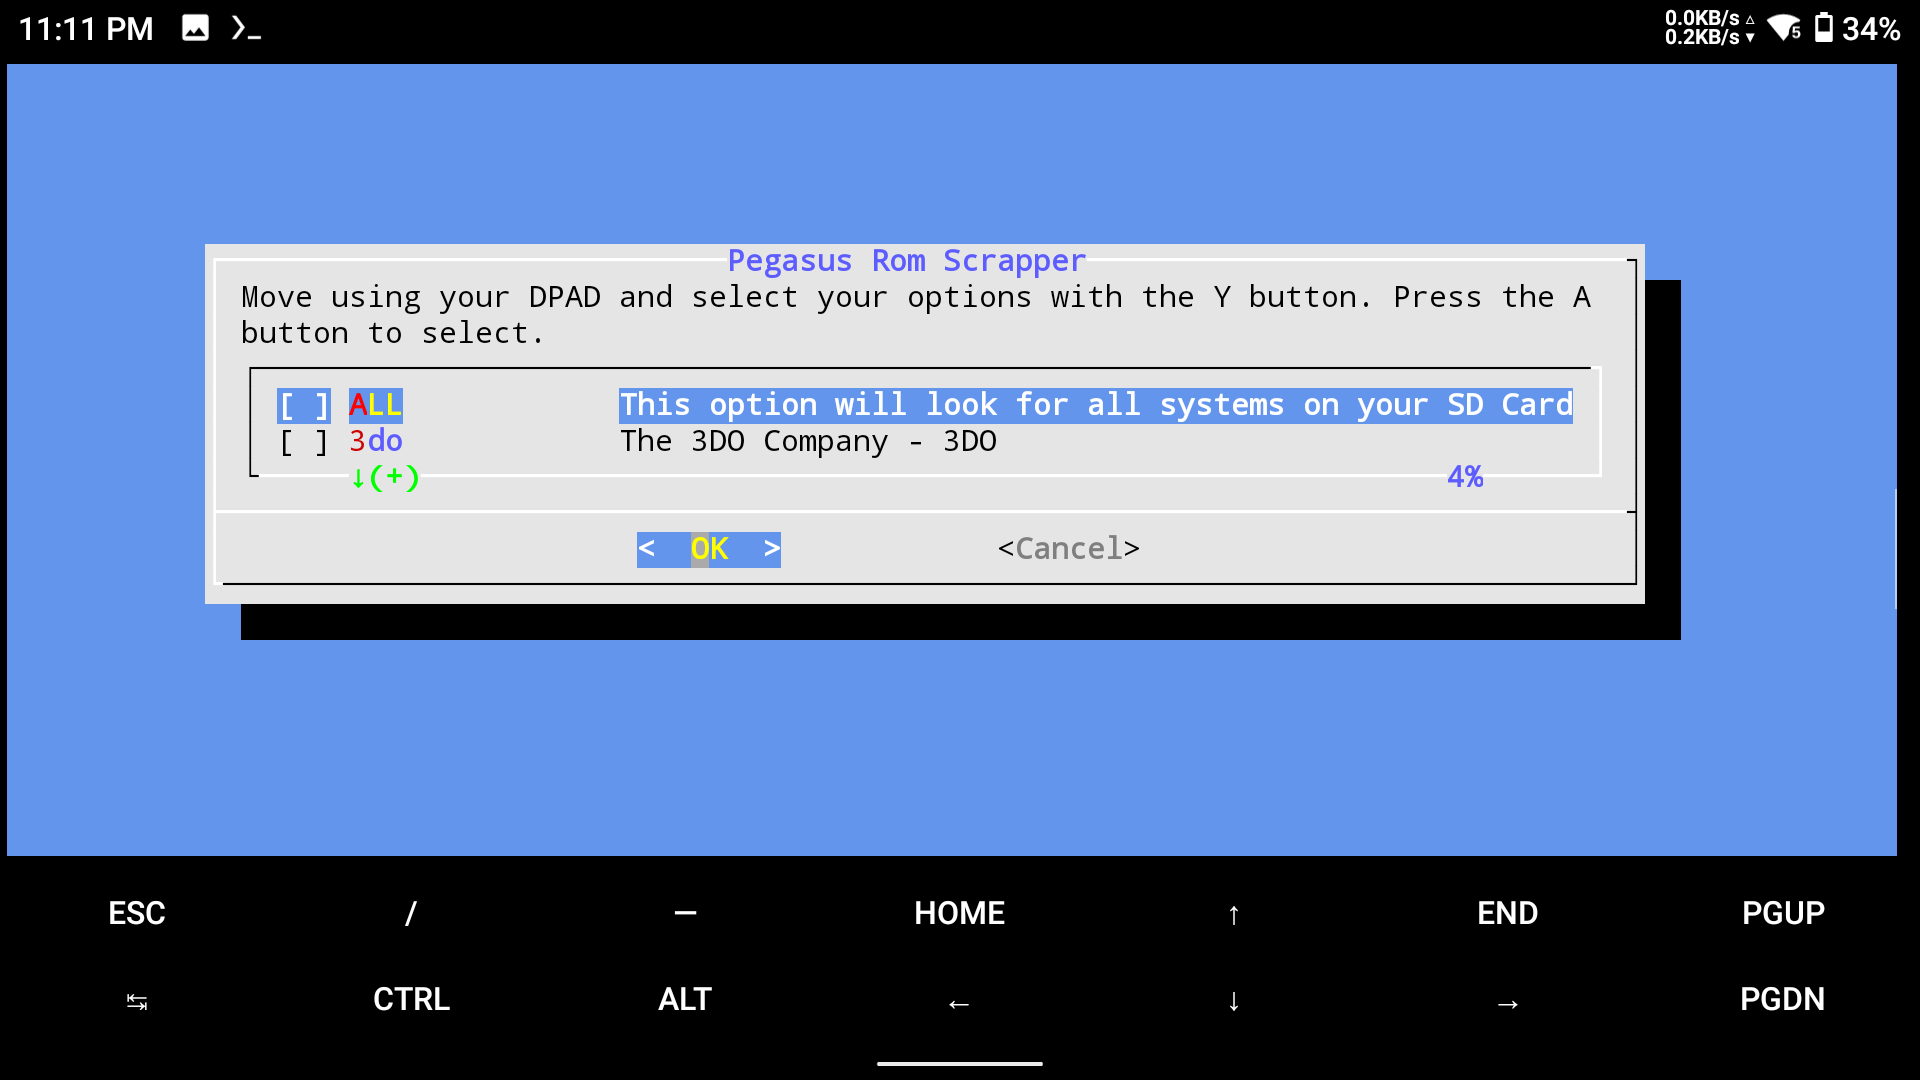 11:11 PM
0.0KB/s ▵
0.2KB/s ▾
5
34%
Pegasus Rom Scrapper
Move using your DPAD and select your options with the Y button. Press the A
button to select.
[ ] ALL This option will look for all systems on your SD Card
[ ] 3do The 3DO Company - 3DO
↓(+) 4%
< OK > <Cancel>
ESC / — HOME ↑ END PGUP
↹ CTRL ALT ← ↓ → PGDN